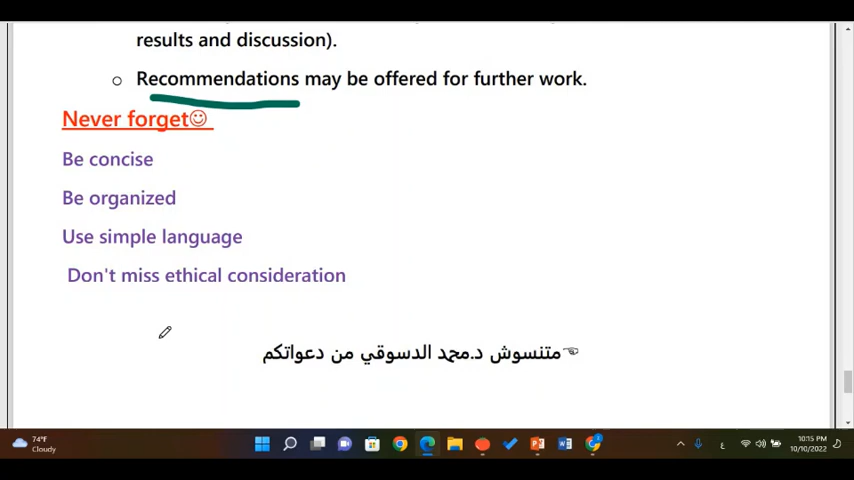 results and discussion).
o Recommendations may be offered for further work.
Never forget☺
Be concise
Be organized
Use simple language
Don't miss ethical consideration
☜متنسوش د.محمد الدسوقي من دعواتكم
74°F
Cloudy
ع
10:15 PM
10/10/2022